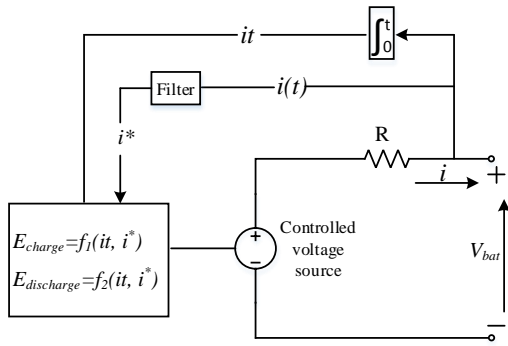 it
∫
t
0
Filter
i(t)
i*
R
i
+
E_charge=f_1(it, i^*)
E_discharge=f_2(it, i^*)
+
−
Controlled
voltage
source
V_bat
−